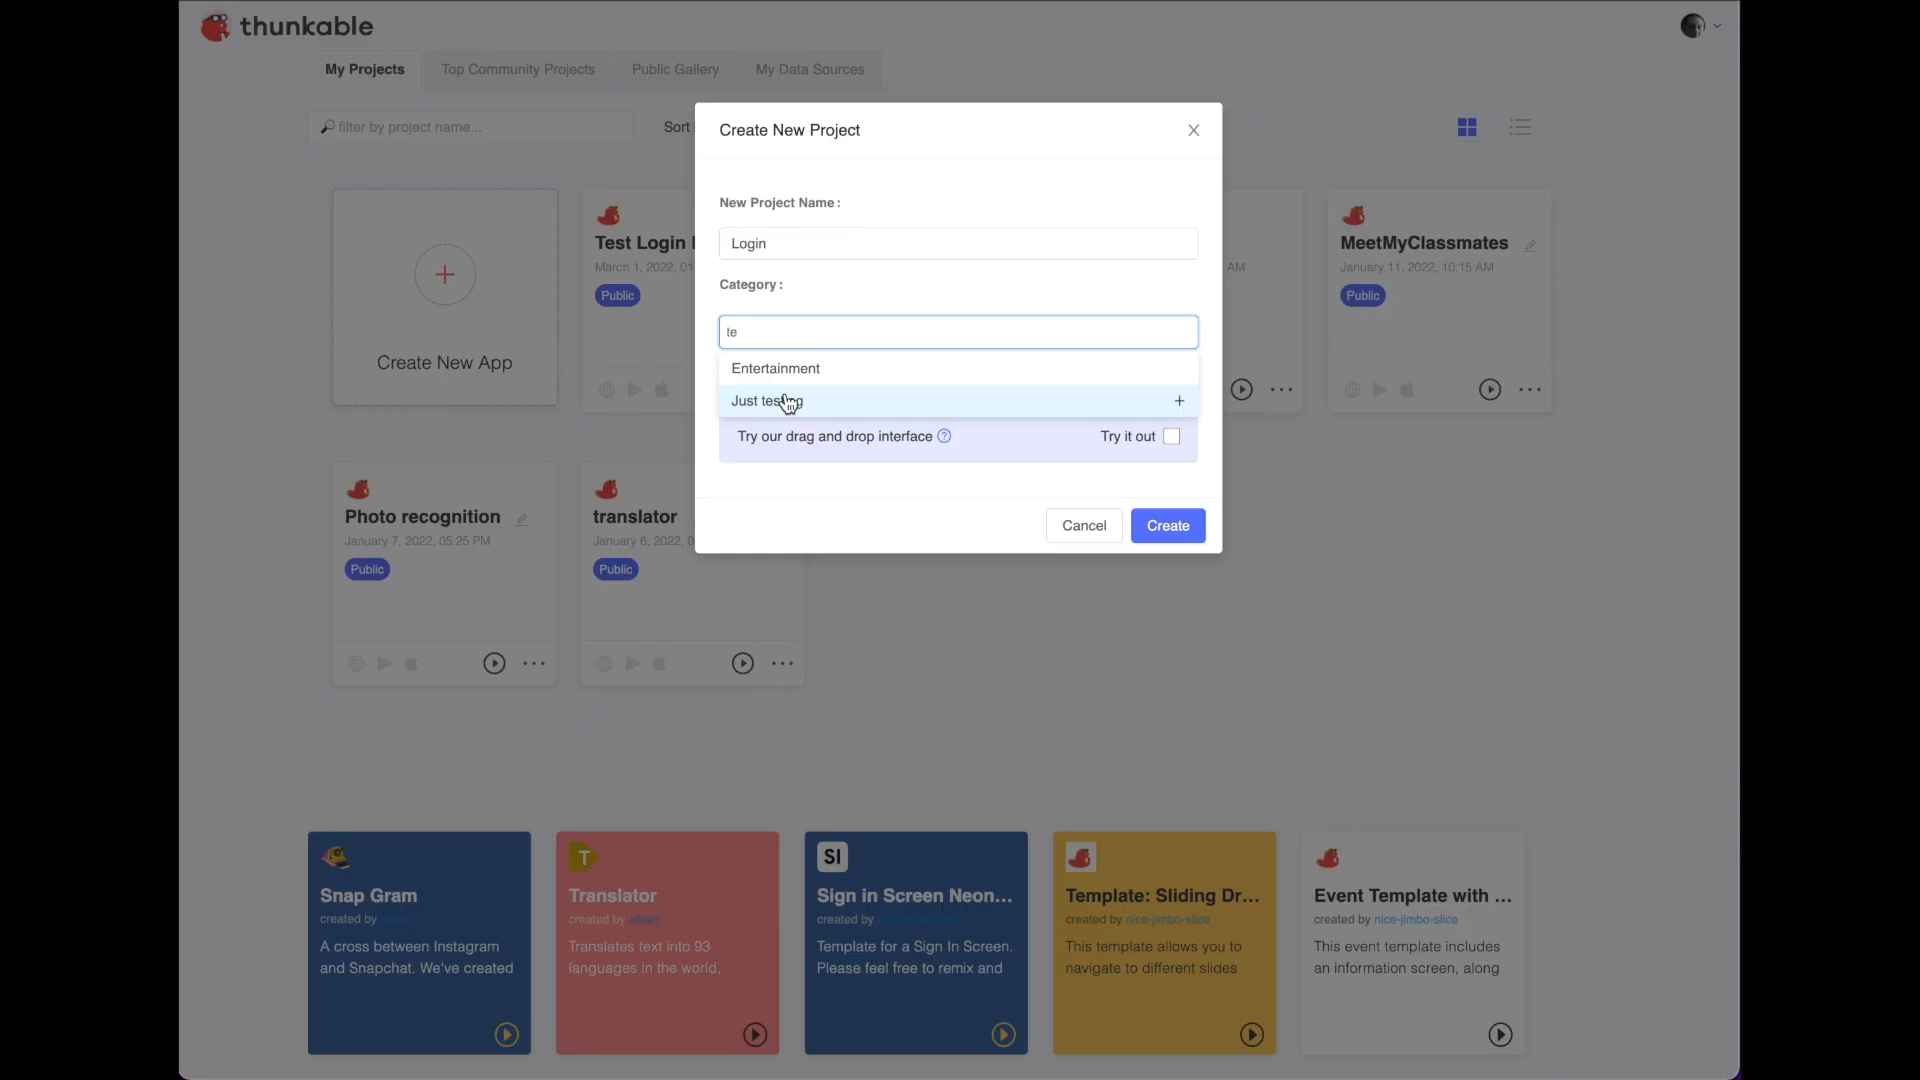 thunkable
My Projects
Top Community Projects
Public Gallery
My Data Sources
filter by project name...
Sort
Create New Project
New Project Name :
Login
Category :
te
Entertainment
Just testing
Try our drag and drop interface
Try it out
Cancel
Create
Create New App
Test Login
March 1, 2022, 01
Public
AM
MeetMyClassmates
January 11, 2022, 10:15 AM
Public
Photo recognition
January 7, 2022, 05:25 PM
Public
translator
January 6, 2022, 0
Public
Snap Gram
created by
A cross between Instagram
and Snapchat. We've created
T
Translator
created by albert
Translates text into 93
languages in the world,
SI
Sign in Screen Neon...
created by
Template for a Sign In Screen.
Please feel free to remix and
Template: Sliding Dr...
created by nice-jimbo-slice
This template allows you to
navigate to different slides
Event Template with ...
created by nice-jimbo-slice
This event template includes
an information screen, along